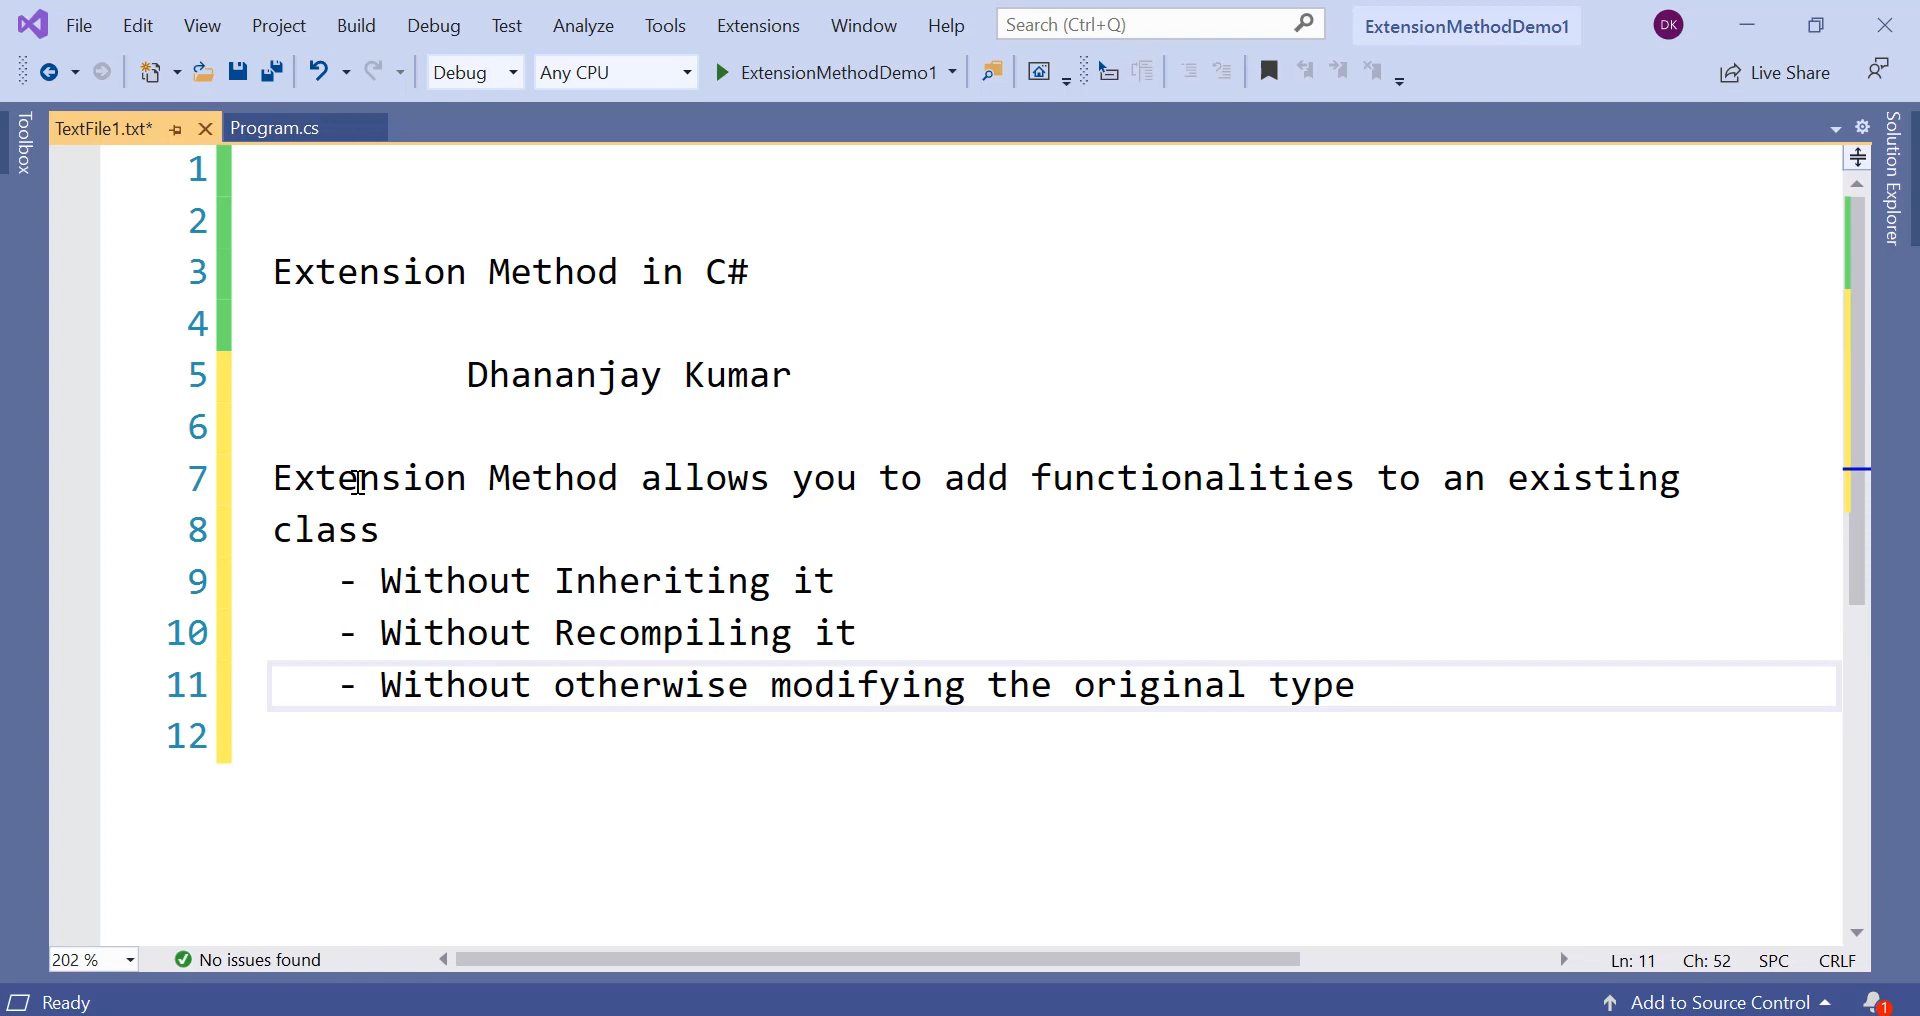 File Edit View Project Build Debug Test Analyze Tools Extensions Window Help Search (Ctrl+Q) ExtensionMethodDemo1 DK
Debug Any CPU ExtensionMethodDemo1 Live Share
Toolbox
TextFile1.txt* Program.cs
Solution Explorer
1
2
3 Extension Method in C#
4
5 Dhananjay Kumar
6
7 Extension Method allows you to add functionalities to an existing
8 class
9 - Without Inheriting it
10 - Without Recompiling it
11 - Without otherwise modifying the original type
12
202 % No issues found Ln: 11 Ch: 52 SPC CRLF
Ready Add to Source Control 1